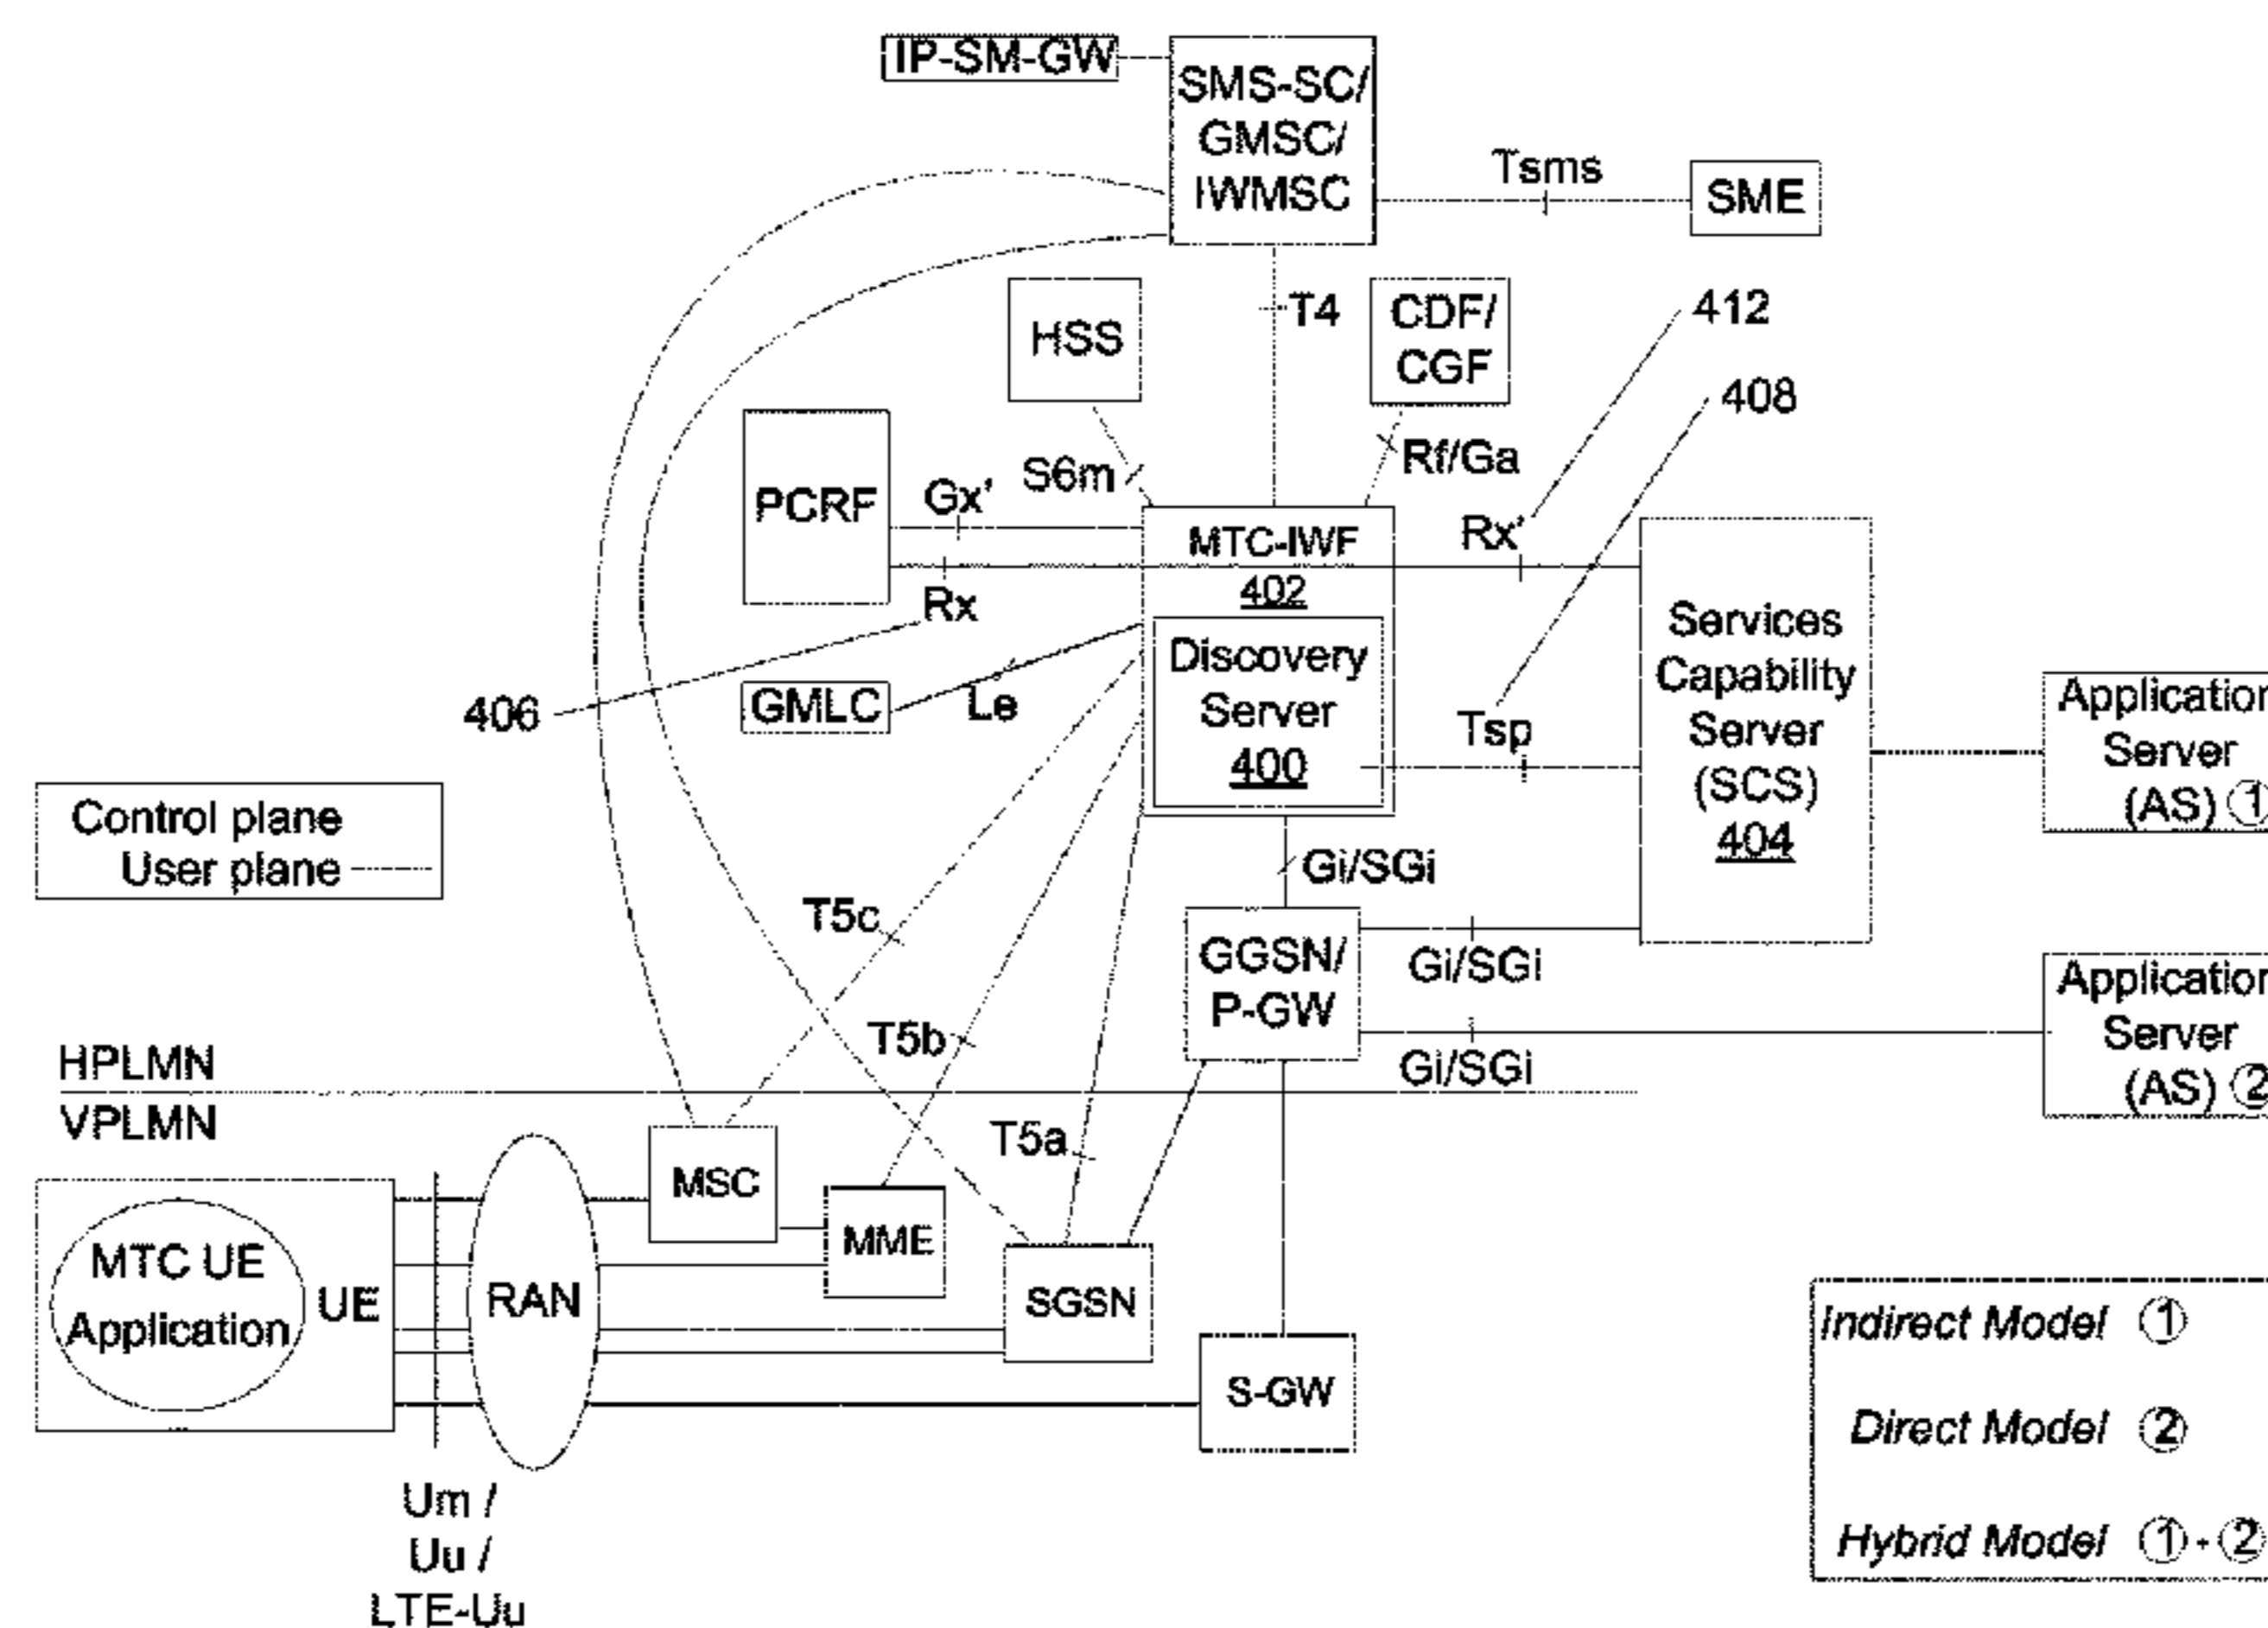 IP-SM-GW
SMS-SC/
GMSC/
IWMSC
Tsms
SME
HSS
T4
CDF/
CGF
412
408
PCRF
Gx'
S6m
Rf/Ga
MTC-IWF
402
Rx'
Rx
406
GMLC
Le
Discovery
Server
400
Tsp
Services
Capability
Server
(SCS)
404
Application
Server
(AS) ①
Control plane
User plane
T5c
Gi/SGi
GGSN/
P-GW
Gi/SGi
Gi/SGi
Application
Server
(AS) ②
T5b
HPLMN
VPLMN
T5a
MSC
MME
SGSN
S-GW
MTC UE
Application
UE
RAN
Um /
Uu /
LTE-Uu
Indirect Model ①
Direct Model ②
Hybrid Model ① - ②